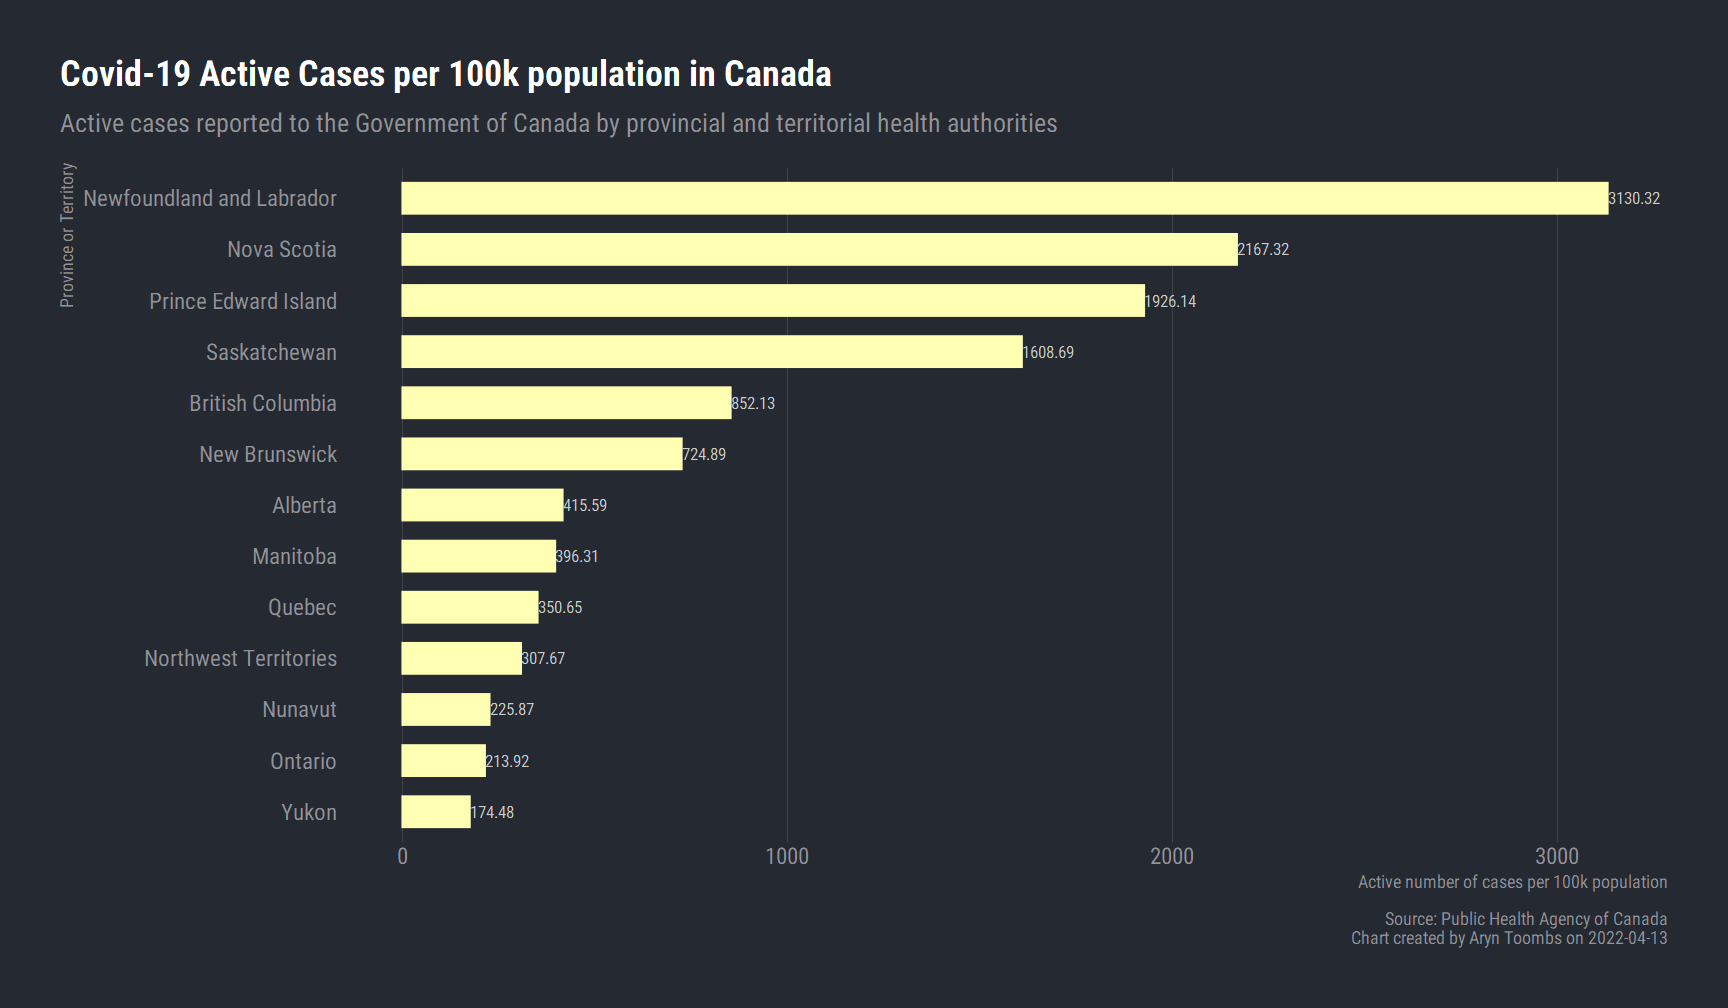 Covid-19 Active Cases per 100k population in Canada
Active cases reported to the Government of Canada by provincial and territorial health authorities
Province or Territory
Newfoundland and Labrador 3130.32
Nova Scotia 2167.32
Prince Edward Island 1926.14
Saskatchewan 1608.69
British Columbia 852.13
New Brunswick 724.89
Alberta 415.59
Manitoba 396.31
Quebec 350.65
Northwest Territories 307.67
Nunavut 225.87
Ontario 213.92
Yukon 174.48
0 1000 2000 3000
Active number of cases per 100k population
Source: Public Health Agency of Canada
Chart created by Aryn Toombs on 2022-04-13